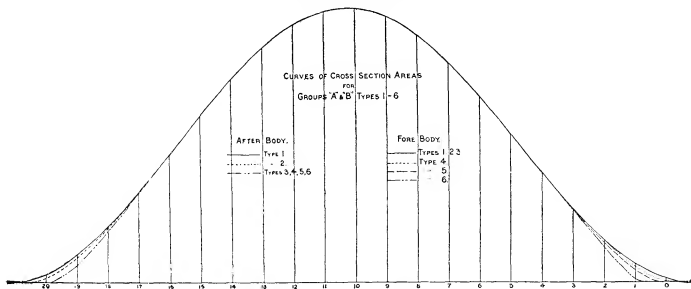 CURVES OF CROSS SECTION AREAS
FOR
GROUPS "A" & "B" TYPES 1-6
AFTER BODY.
TYPE 1
" 2.
TYPES 3,4,5,6
FORE BODY.
TYPES 1 2 3
TYPE 4
" 5.
" 6.
20 19 18 17 16 15 14 13 12 11 10 9 8 7 6 5 4 3 2 1 0